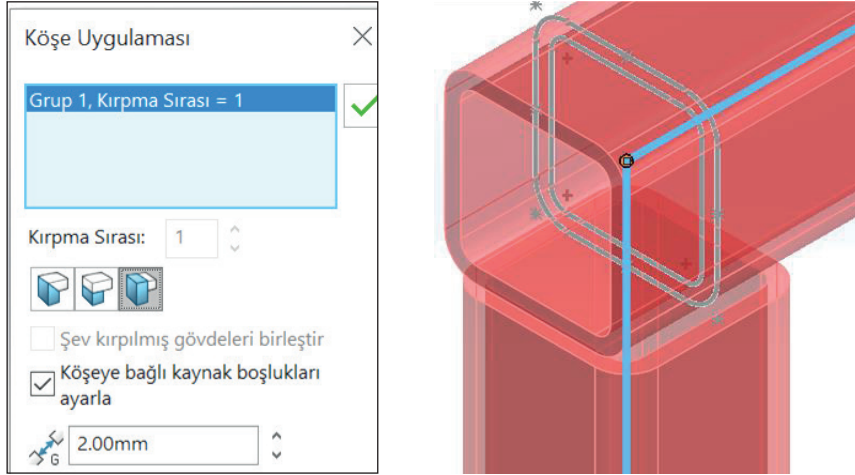 Köşe Uygulaması
Grup 1, Kırpma Sırası = 1
Kırpma Sırası: 1
Şev kırpılmış gövdeleri birleştir
Köşeye bağlı kaynak boşlukları
ayarla
G 2.00mm